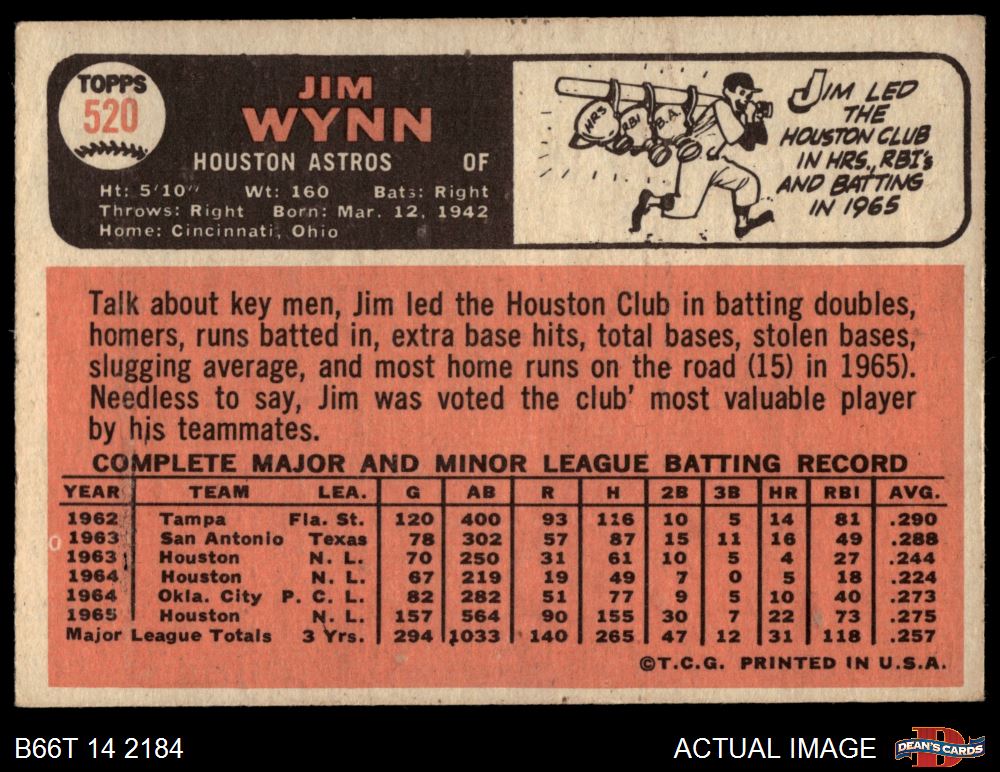 TOPPS
520
JIM
WYNN
HOUSTON ASTROS OF
Ht: 5'10" Wt: 160 Bats: Right
Throws: Right Born: Mar. 12, 1942
Home: Cincinnati, Ohio
HRS RBI B.A.
JIM LED
THE
HOUSTON CLUB
IN HRS., RBI's
AND BATTING
IN 1965
Talk about key men, Jim led the Houston Club in batting doubles,
homers, runs batted in, extra base hits, total bases, stolen bases,
slugging average, and most home runs on the road (15) in 1965).
Needless to say, Jim was voted the club' most valuable player
by his teammates.
COMPLETE MAJOR AND MINOR LEAGUE BATTING RECORD
YEAR TEAM LEA. G AB R H 2B 3B HR RBI AVG.
1962 Tampa Fla. St. 120 400 93 116 10 5 14 81 .290
1963 San Antonio Texas 78 302 57 87 15 11 16 49 .288
1963 Houston N. L. 70 250 31 61 10 5 4 27 .244
1964 Houston N. L. 67 219 19 49 7 0 5 18 .224
1964 Okla. City P. C. L. 82 282 51 77 9 5 10 40 .273
1965 Houston N. L. 157 564 90 155 30 7 22 73 .275
Major League Totals 3 Yrs. 294 1033 140 265 47 12 31 118 .257
©T.C.G. PRINTED IN U.S.A.
B66T 14 2184 ACTUAL IMAGE DEAN'S CARDS